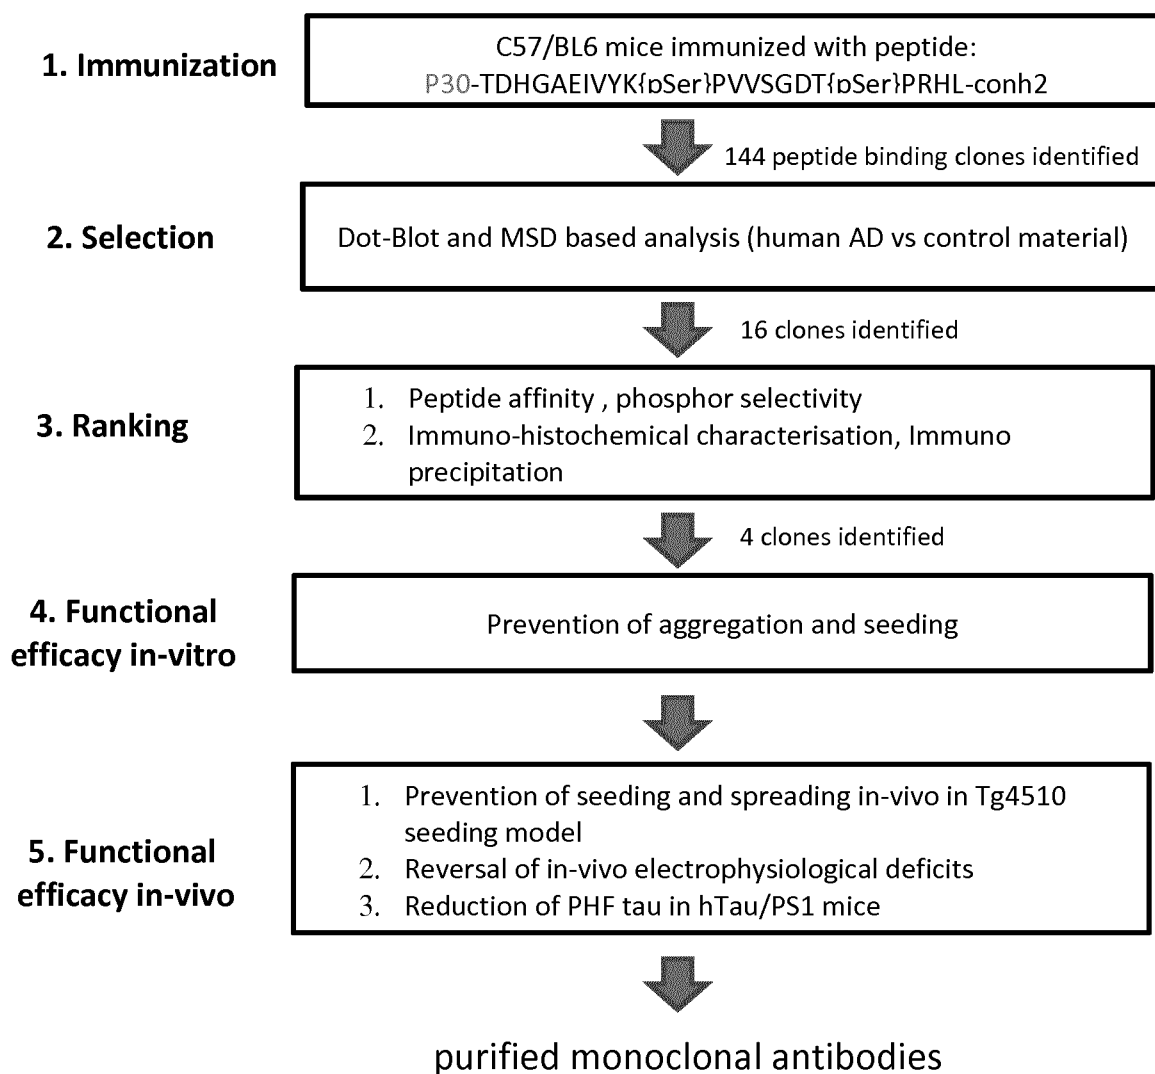 1. Immunization
C57/BL6 mice immunized with peptide:
P30-TDHGAEIVYK{pSer}PVVSGDT{pSer}PRHL-conh2
144 peptide binding clones identified
2. Selection
Dot-Blot and MSD based analysis (human AD vs control material)
16 clones identified
3. Ranking
1. Peptide affinity , phosphor selectivity
2. Immuno-histochemical characterisation, Immuno
precipitation
4 clones identified
4. Functional
efficacy in-vitro
Prevention of aggregation and seeding
5. Functional
efficacy in-vivo
1. Prevention of seeding and spreading in-vivo in Tg4510
seeding model
2. Reversal of in-vivo electrophysiological deficits
3. Reduction of PHF tau in hTau/PS1 mice
purified monoclonal antibodies